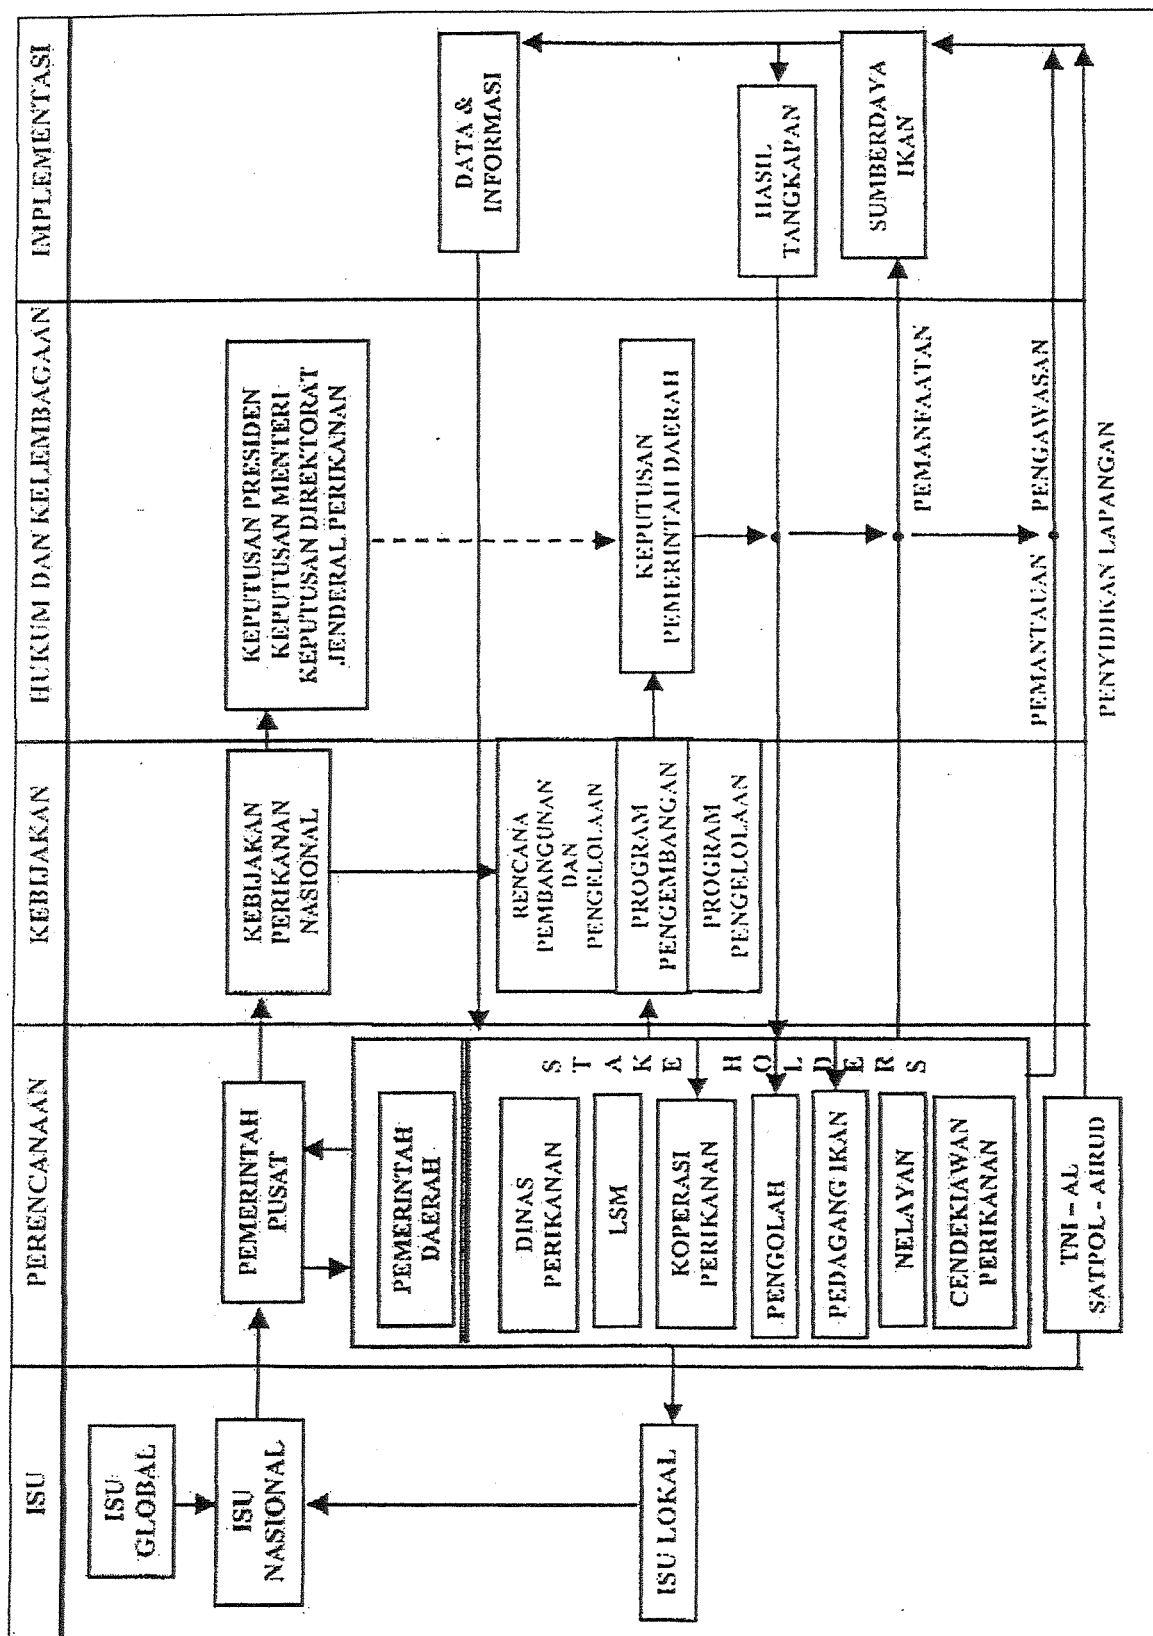 ISU
PERENCANAAN
KEBIJAKAN
HUKUM DAN KELEMBAGAAN
IMPLEMENTASI
ISU
GLOBAL
ISU
NASIONAL
ISU LOKAL
PEMERINTAH
PUSAT
PEMERINTAH
DAERAH
STAKE HOLDERS
DINAS
PERIKANAN
LSM
KOPERASI
PERIKANAN
PENGOLAH
PEDAGANG IKAN
NELAYAN
CENDEKIAWAN
PERIKANAN
TNI – AL
SATPOL - AIRUD
KEBIJAKAN
PERIKANAN
NASIONAL
RENCANA
PEMBANGUNAN
DAN
PENGELOLAAN
PROGRAM
PENGEMBANGAN
PROGRAM
PENGELOLAAN
KEPUTUSAN PRESIDEN
KEPUTUSAN MENTERI
KEPUTUSAN DIREKTORAT
JENDERAL PERIKANAN
KEPUTUSAN
PEMERINTAH DAERAH
PEMANFAATAN
PEMANTAUAN PENGAWASAN
PENYIDIKAN LAPANGAN
DATA &
INFORMASI
HASIL
TANGKAPAN
SUMBERDAYA
IKAN